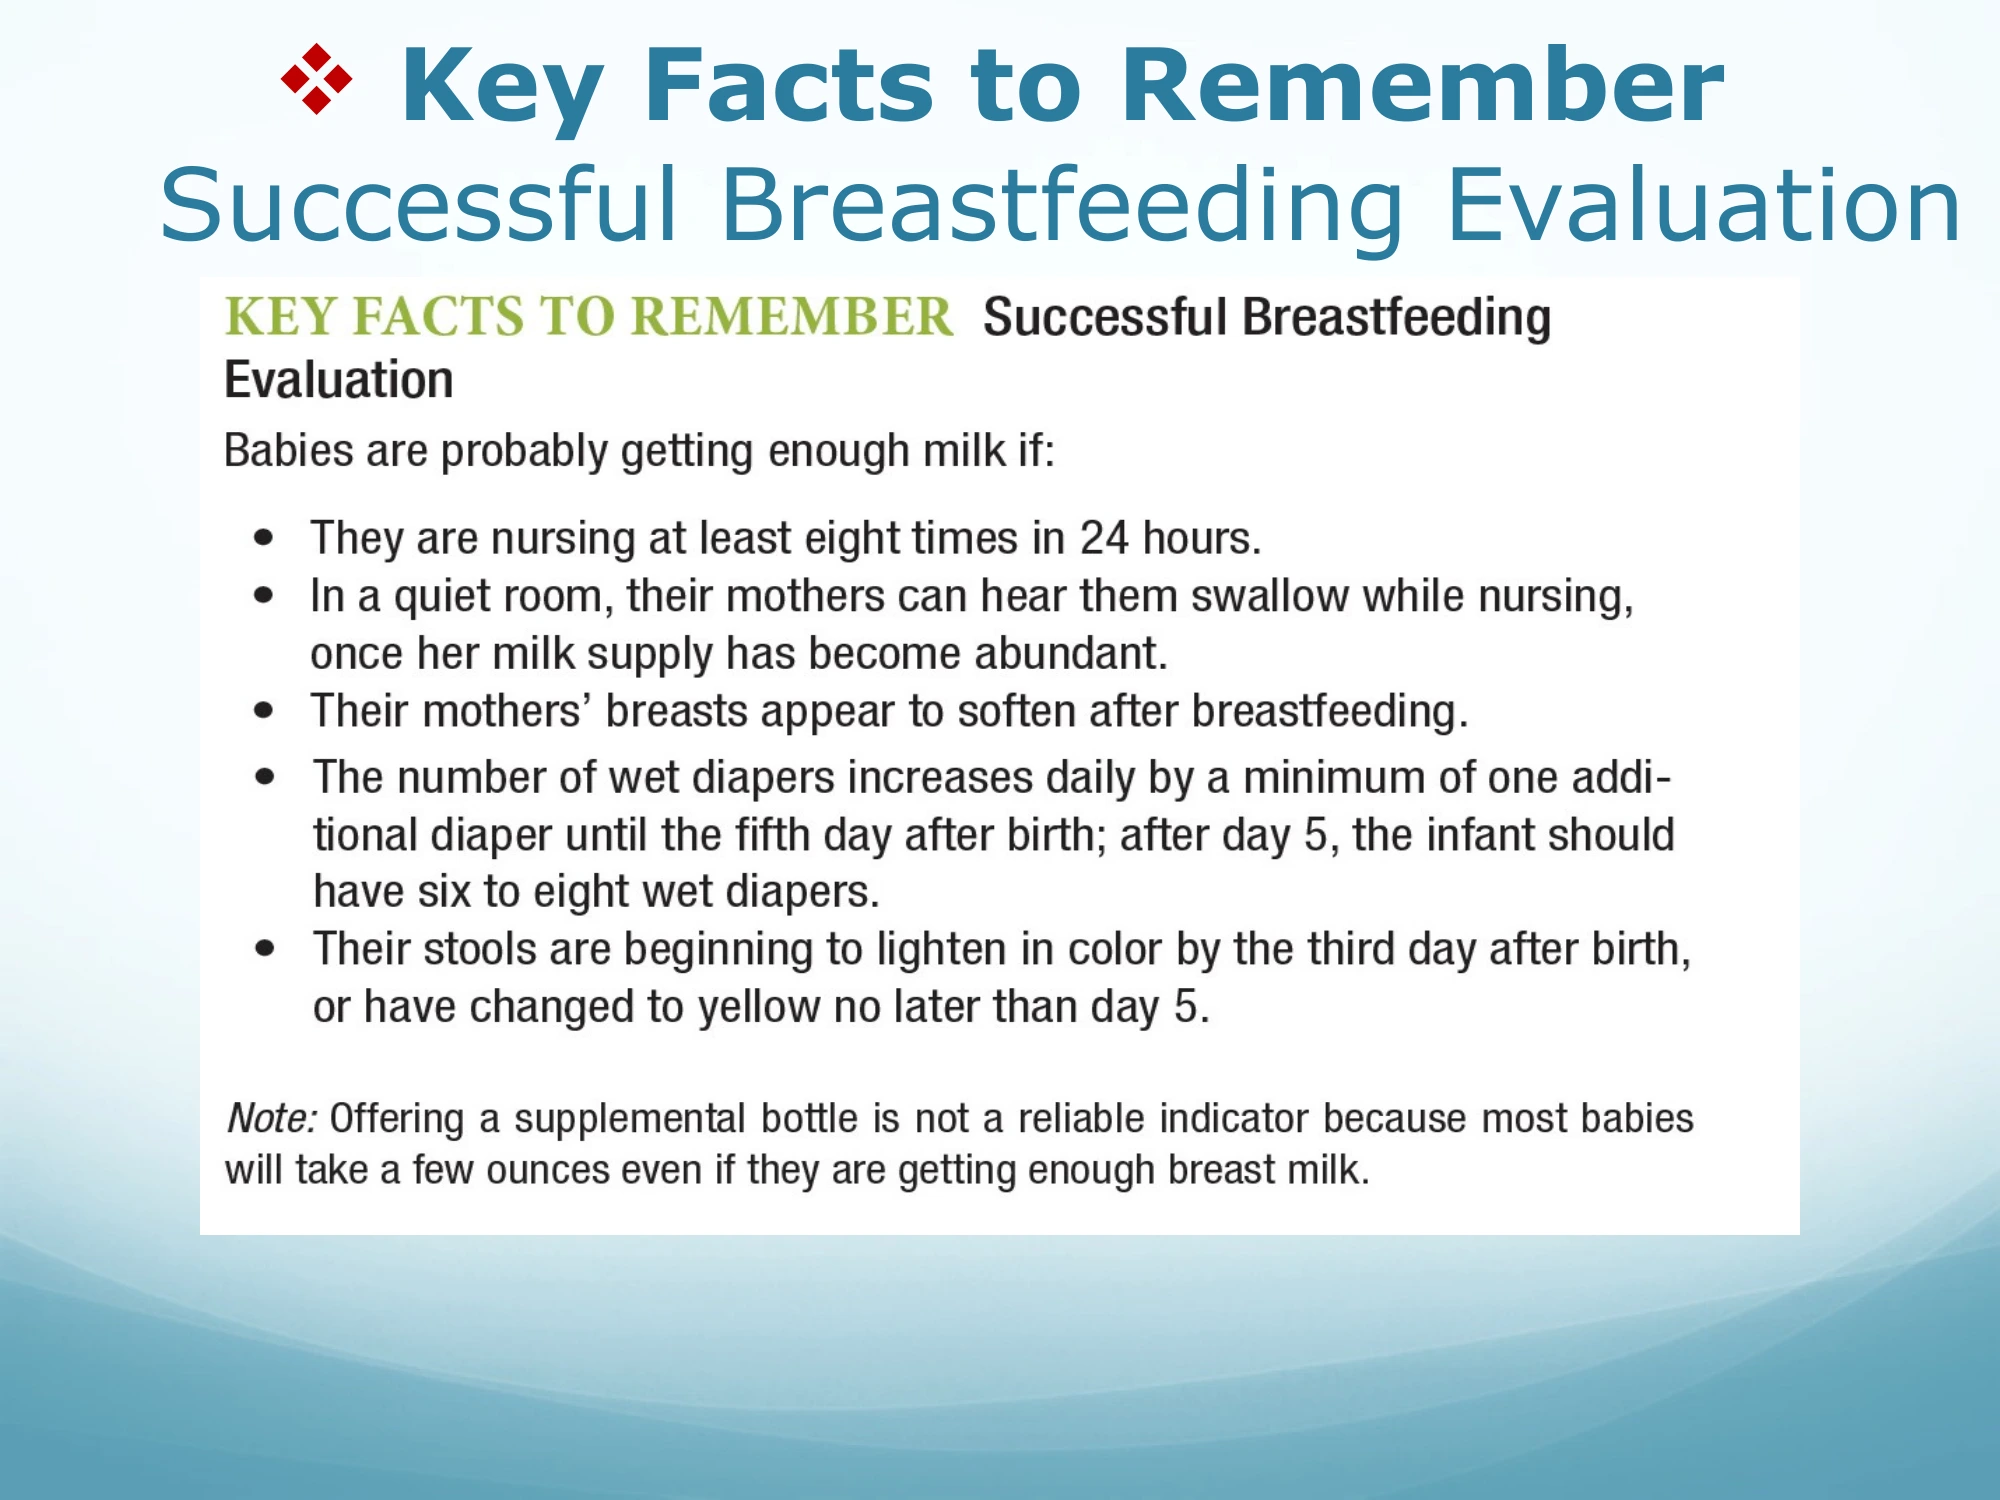 ❖ Key Facts to Remember
Successful Breastfeeding Evaluation
KEY FACTS TO REMEMBER Successful Breastfeeding
Evaluation
Babies are probably getting enough milk if:
• They are nursing at least eight times in 24 hours.
• In a quiet room, their mothers can hear them swallow while nursing,
once her milk supply has become abundant.
• Their mothers’ breasts appear to soften after breastfeeding.
• The number of wet diapers increases daily by a minimum of one addi-
tional diaper until the fifth day after birth; after day 5, the infant should
have six to eight wet diapers.
• Their stools are beginning to lighten in color by the third day after birth,
or have changed to yellow no later than day 5.
Note: Offering a supplemental bottle is not a reliable indicator because most babies
will take a few ounces even if they are getting enough breast milk.